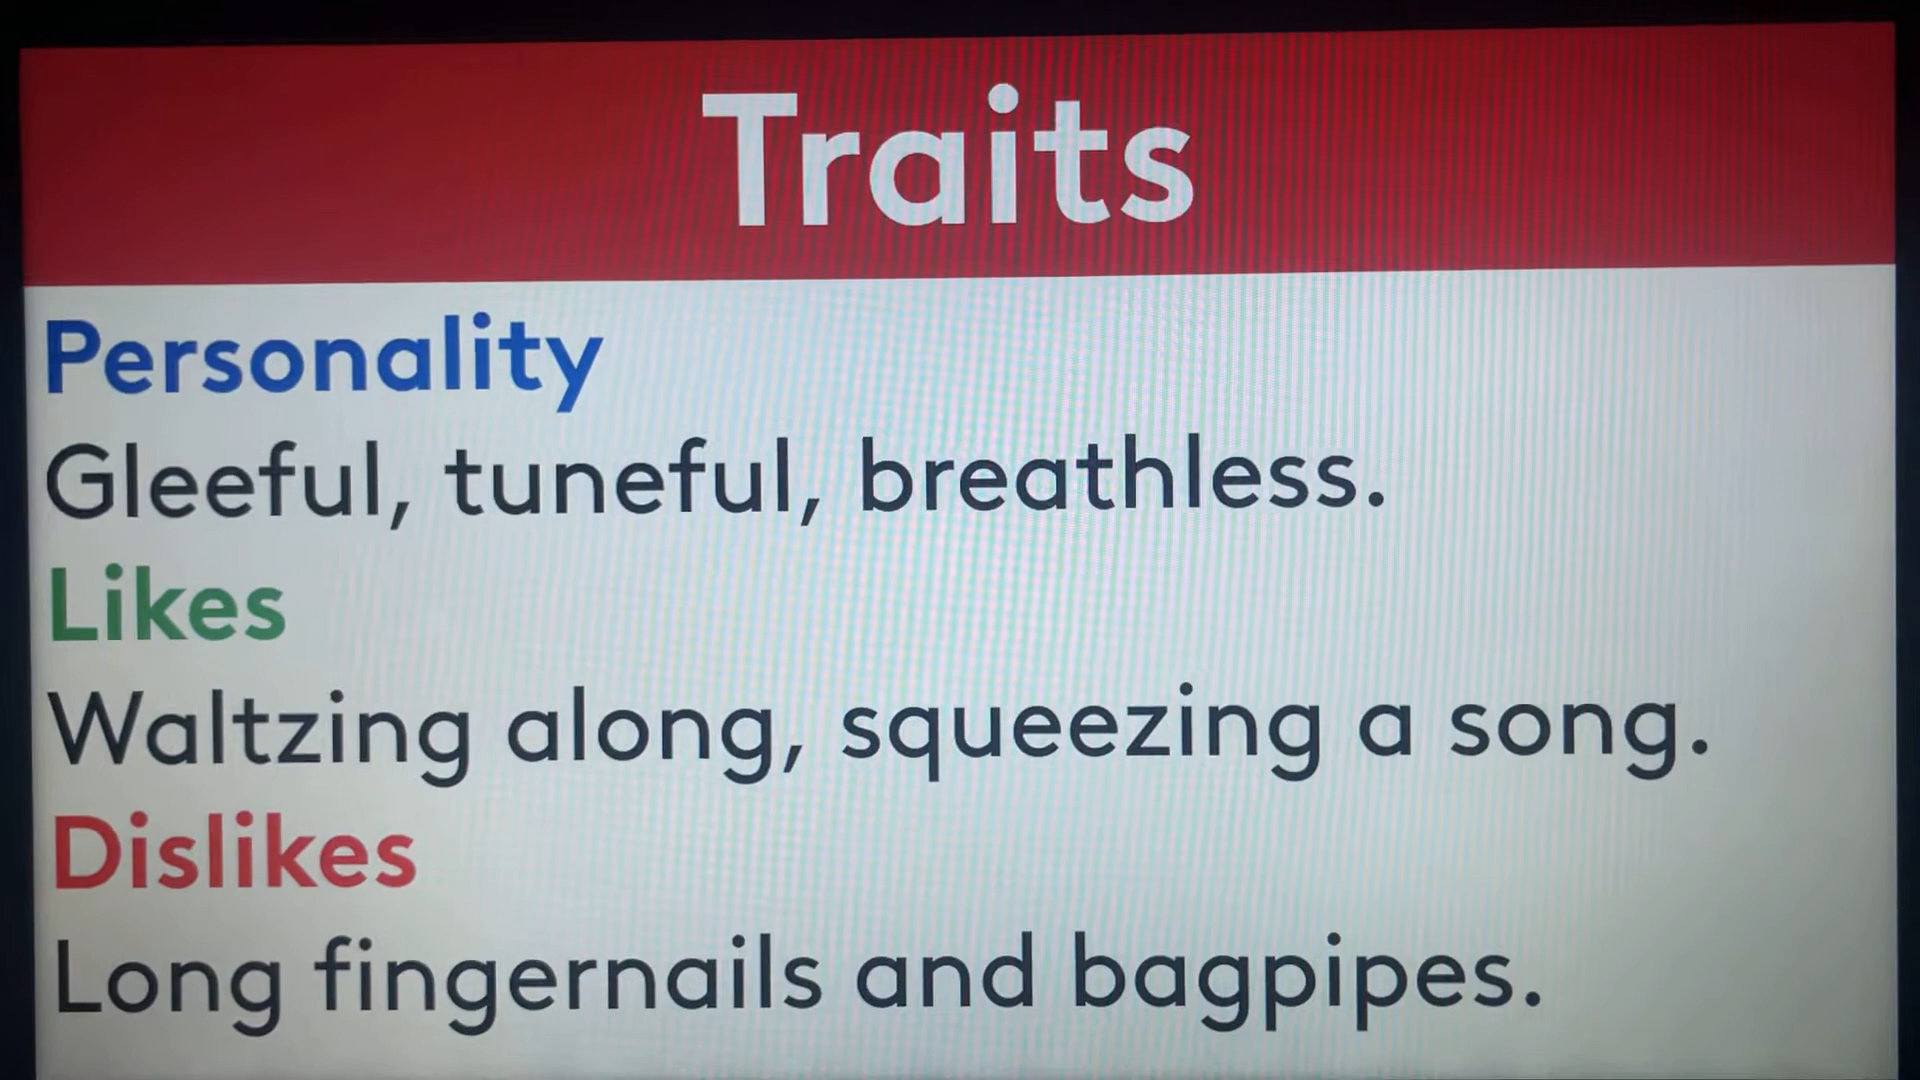 Traits
Personality
Gleeful, tuneful, breathless.
Likes
Waltzing along, squeezing a song.
Dislikes
Long fingernails and bagpipes.